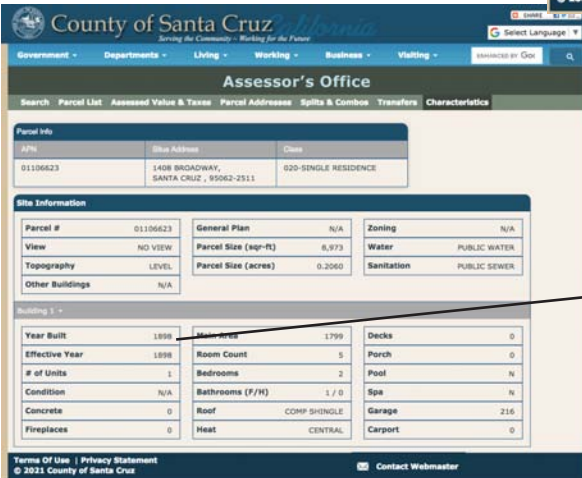 County of Santa Cruz California
Serving the Community - Working for the Future
SHARE
Select Language ▼
Government Departments Living Working Business Visiting ENHANCED BY Goo
Assessor's Office
Search Parcel List Assessed Value & Taxes Parcel Addresses Splits & Combos Transfers Characteristics
Parcel Info
APN Situs Address Class
01106623 1408 BROADWAY, 020-SINGLE RESIDENCE
SANTA CRUZ , 95062-2511
Site Information
Parcel # 01106623 General Plan N/A Zoning N/A
View NO VIEW Parcel Size (sqr-ft) 8,973 Water PUBLIC WATER
Topography LEVEL Parcel Size (acres) 0.2060 Sanitation PUBLIC SEWER
Other Buildings N/A
Building 1
Year Built 1898 Main Area 1799 Decks 0
Effective Year 1898 Room Count 5 Porch 0
# of Units 1 Bedrooms 2 Pool N
Condition N/A Bathrooms (F/H) 1 / 0 Spa N
Concrete 0 Roof COMP SHINGLE Garage 216
Fireplaces 0 Heat CENTRAL Carport 0
Terms Of Use | Privacy Statement
© 2021 County of Santa Cruz
Contact Webmaster